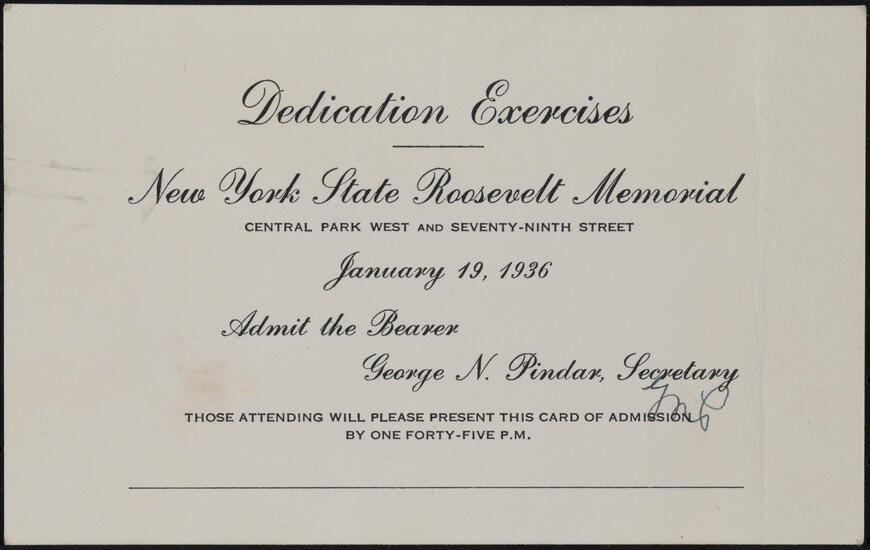 Dedication Exercises
New York State Roosevelt Memorial
CENTRAL PARK WEST AND SEVENTY-NINTH STREET
January 19, 1936
Admit the Bearer
George N. Pindar, Secretary
THOSE ATTENDING WILL PLEASE PRESENT THIS CARD OF ADMISSION
BY ONE FORTY-FIVE P.M.